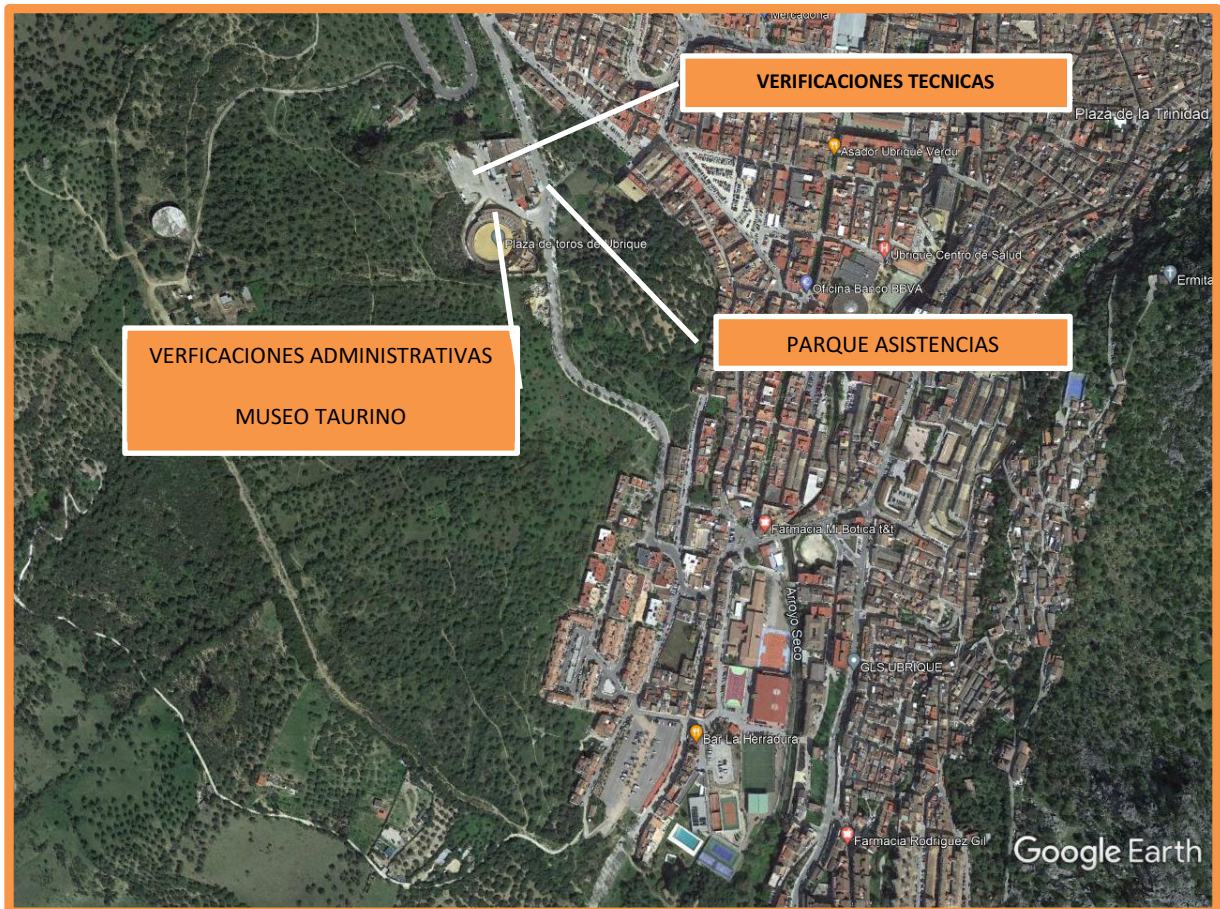 Mercadona
VERIFICACIONES TECNICAS
Plaza de la Trinidad
Asador Ubrique Verdu
Plaza de toros de Ubrique
Ubrique Centro de Salud
Ermita
Oficina Banco BBVA
VERFICACIONES ADMINISTRATIVAS
MUSEO TAURINO
PARQUE ASISTENCIAS
Farmacia Mi Botica t&t
Arroyo Seco
GLS UBRIQUE
Bar La Herradura
Farmacia Rodríguez Gil
Google Earth